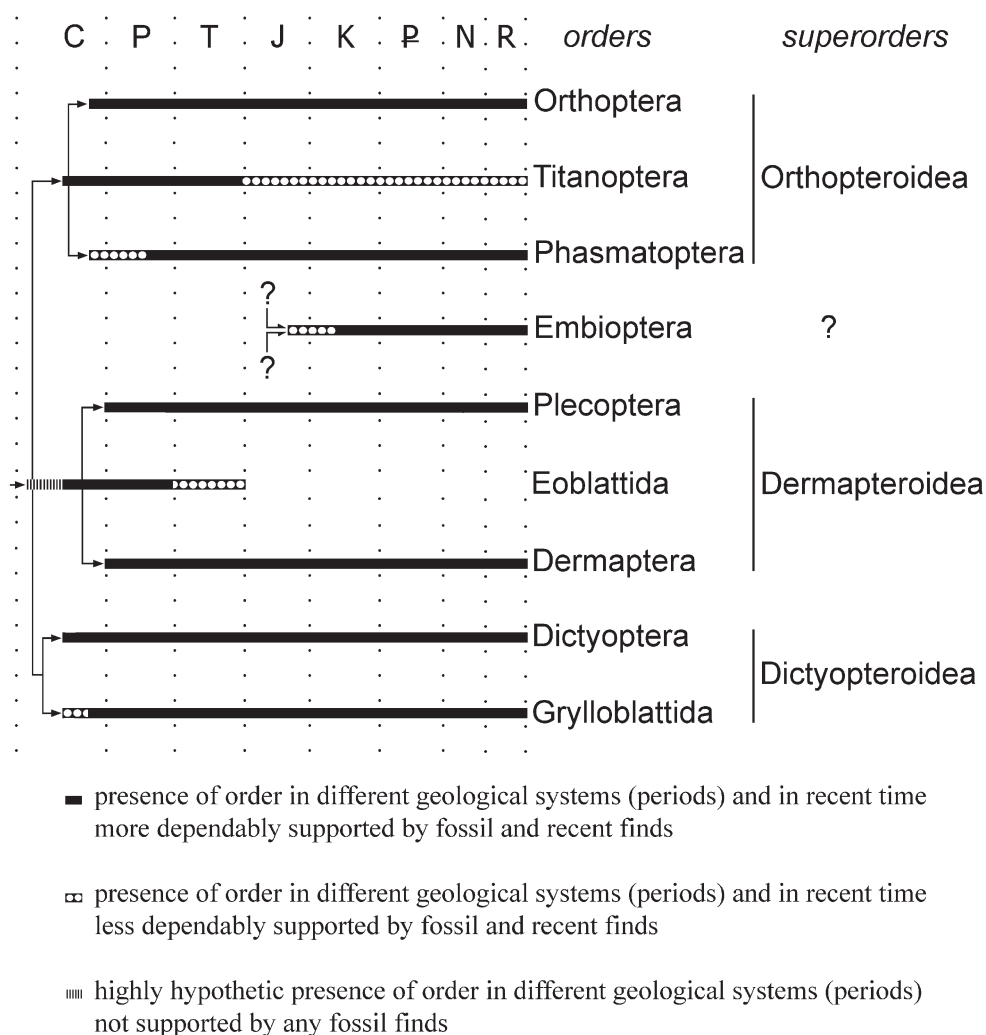 C P T J K ₽ N R orders superorders
Orthoptera
Titanoptera
Orthopteroidea
Phasmatoptera
?
Embioptera
?
?
Plecoptera
Eoblattida
Dermapteroidea
Dermaptera
Dictyoptera
Dictyopteroidea
Grylloblattida
presence of order in different geological systems (periods) and in recent time
more dependably supported by fossil and recent finds
presence of order in different geological systems (periods) and in recent time
less dependably supported by fossil and recent finds
highly hypothetic presence of order in different geological systems (periods)
not supported by any fossil finds